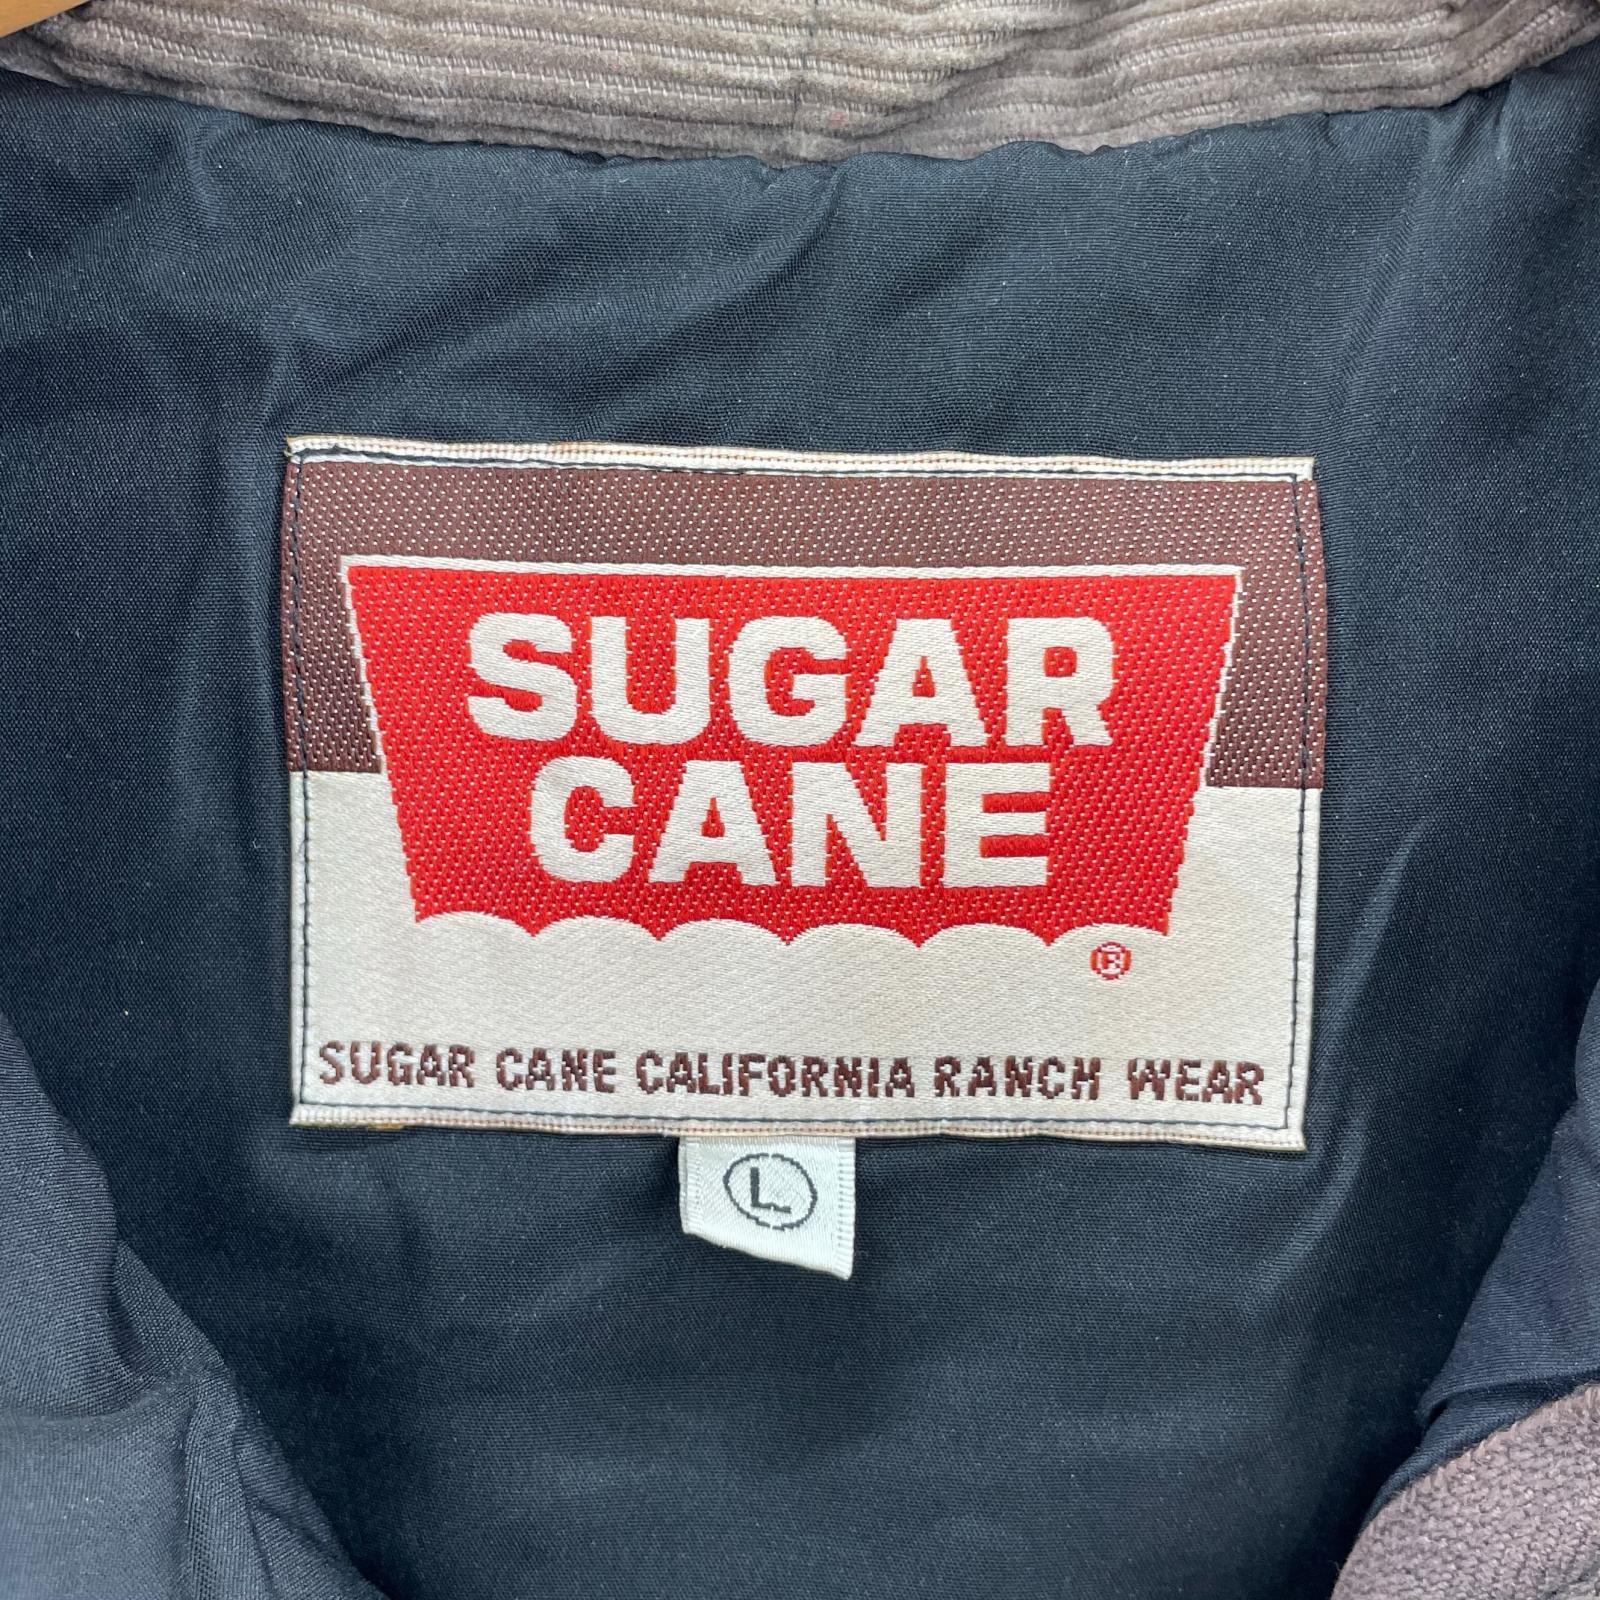 SUGAR
CANE
®
SUGAR CANE CALIFORNIA RANCH WEAR
L